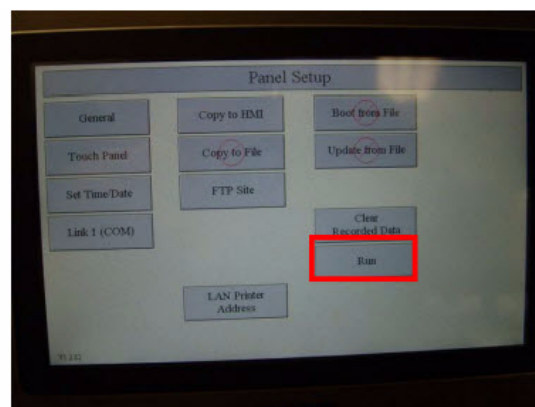 Panel Setup
General
Copy to HMI
Boot from File
Touch Panel
Copy to File
Update from File
Set Time/Date
FTP Site
Link 1 (COM)
Clear
Recorded Data
Run
LAN Printer
Address